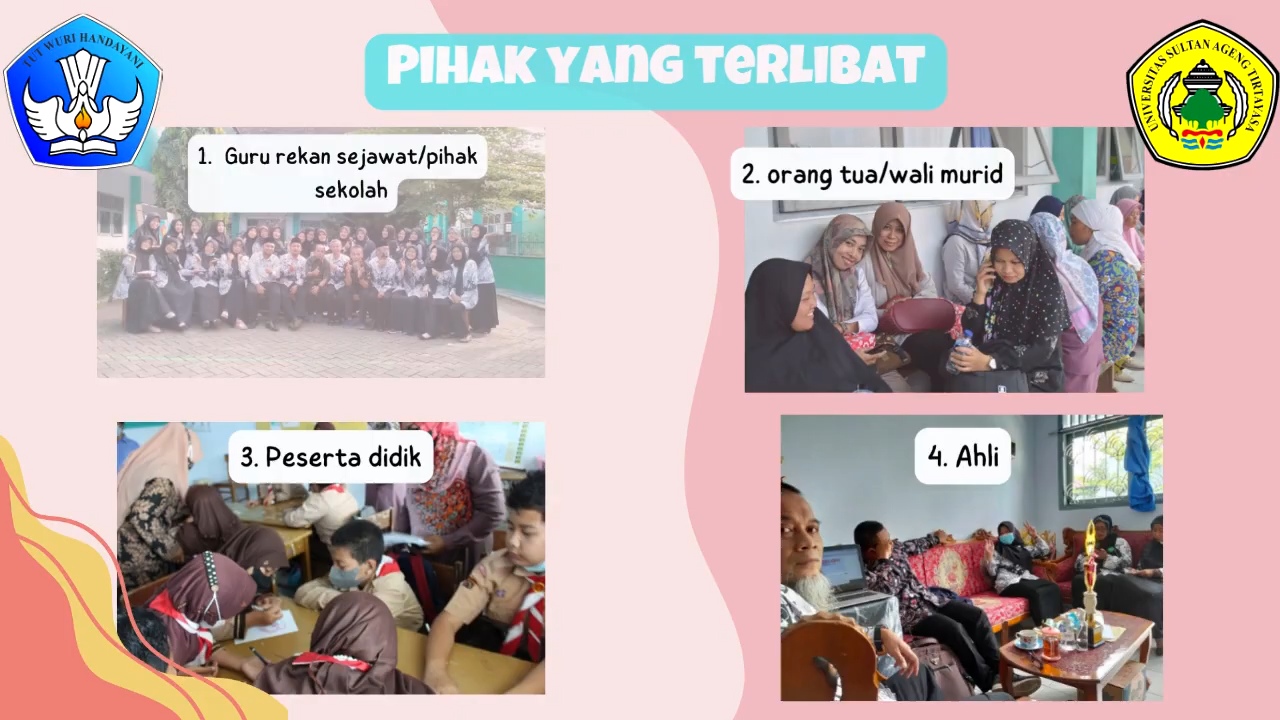 TUT WURI HANDAYANI
PIHAK YANG TERLIBAT
UNIVERSITAS SULTAN AGENG TIRTAYASA
1. Guru rekan sejawat/pihak
sekolah
2. orang tua/wali murid
3. Peserta didik
4. Ahli